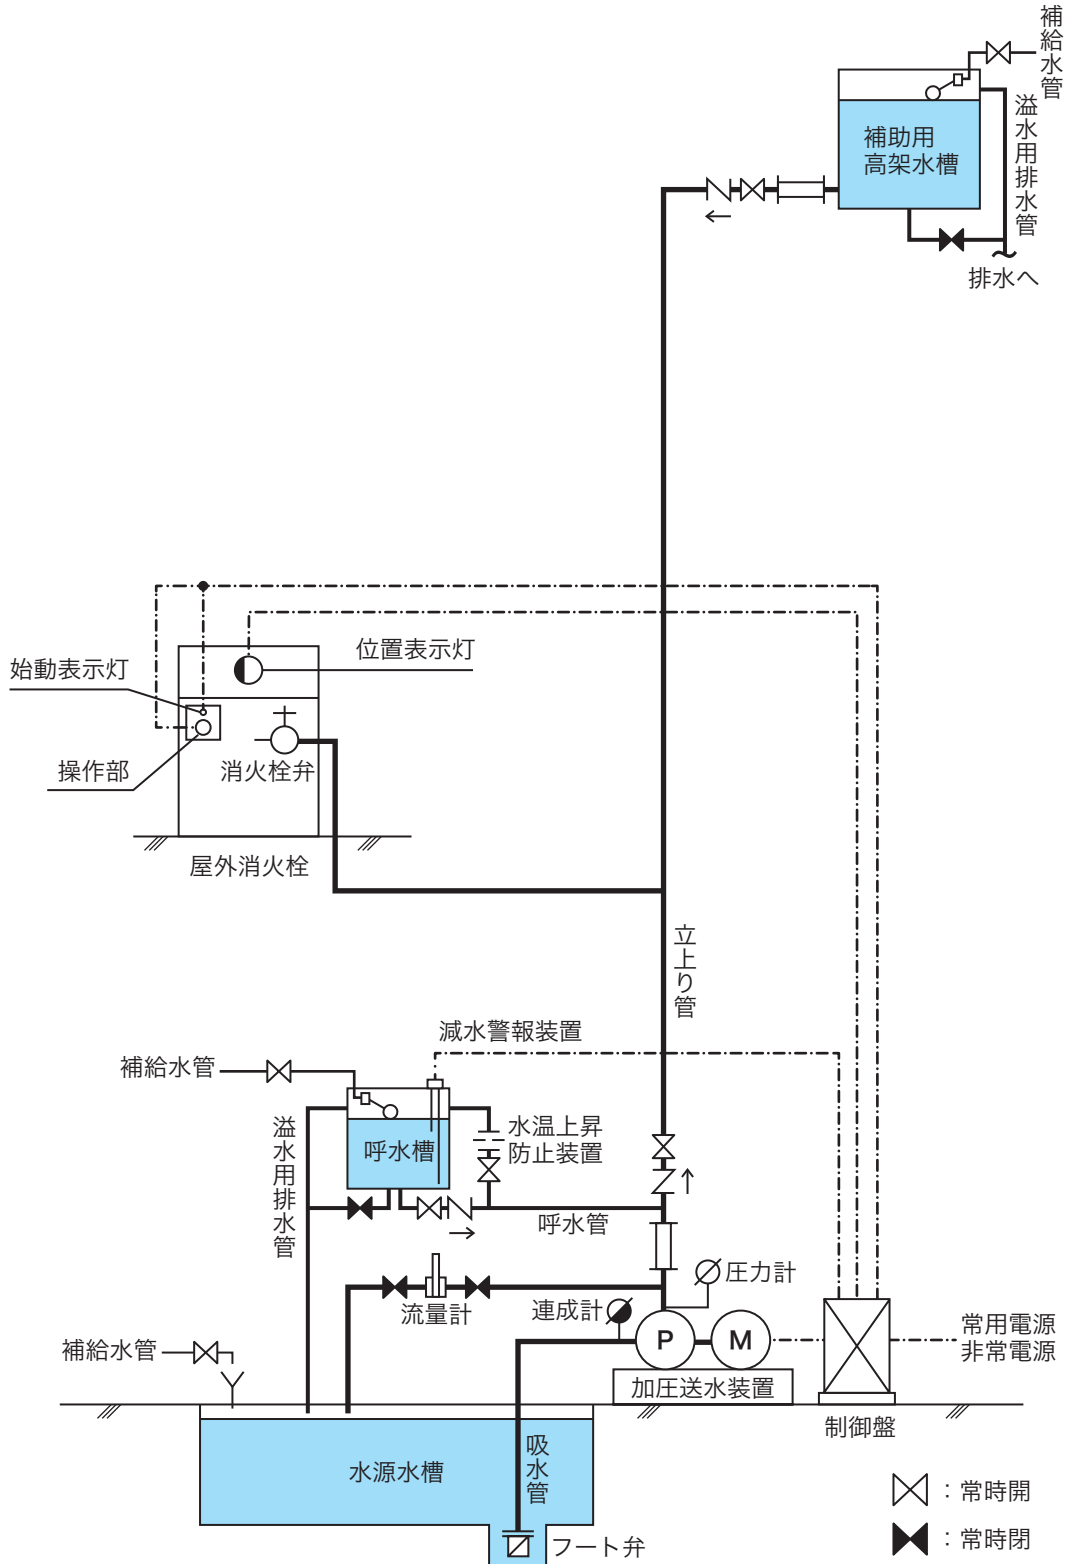 補給水管
溢水用排水管
補助用
高架水槽
排水へ
位置表示灯
始動表示灯
操作部
消火栓弁
屋外消火栓
立上り管
減水警報装置
補給水管
溢水用排水管
呼水槽
水温上昇
防止装置
呼水管
圧力計
流量計
連成計
P
M
補給水管
常用電源
非常電源
加圧送水装置
制御盤
水源水槽
吸水管
フート弁
：常時開
：常時閉